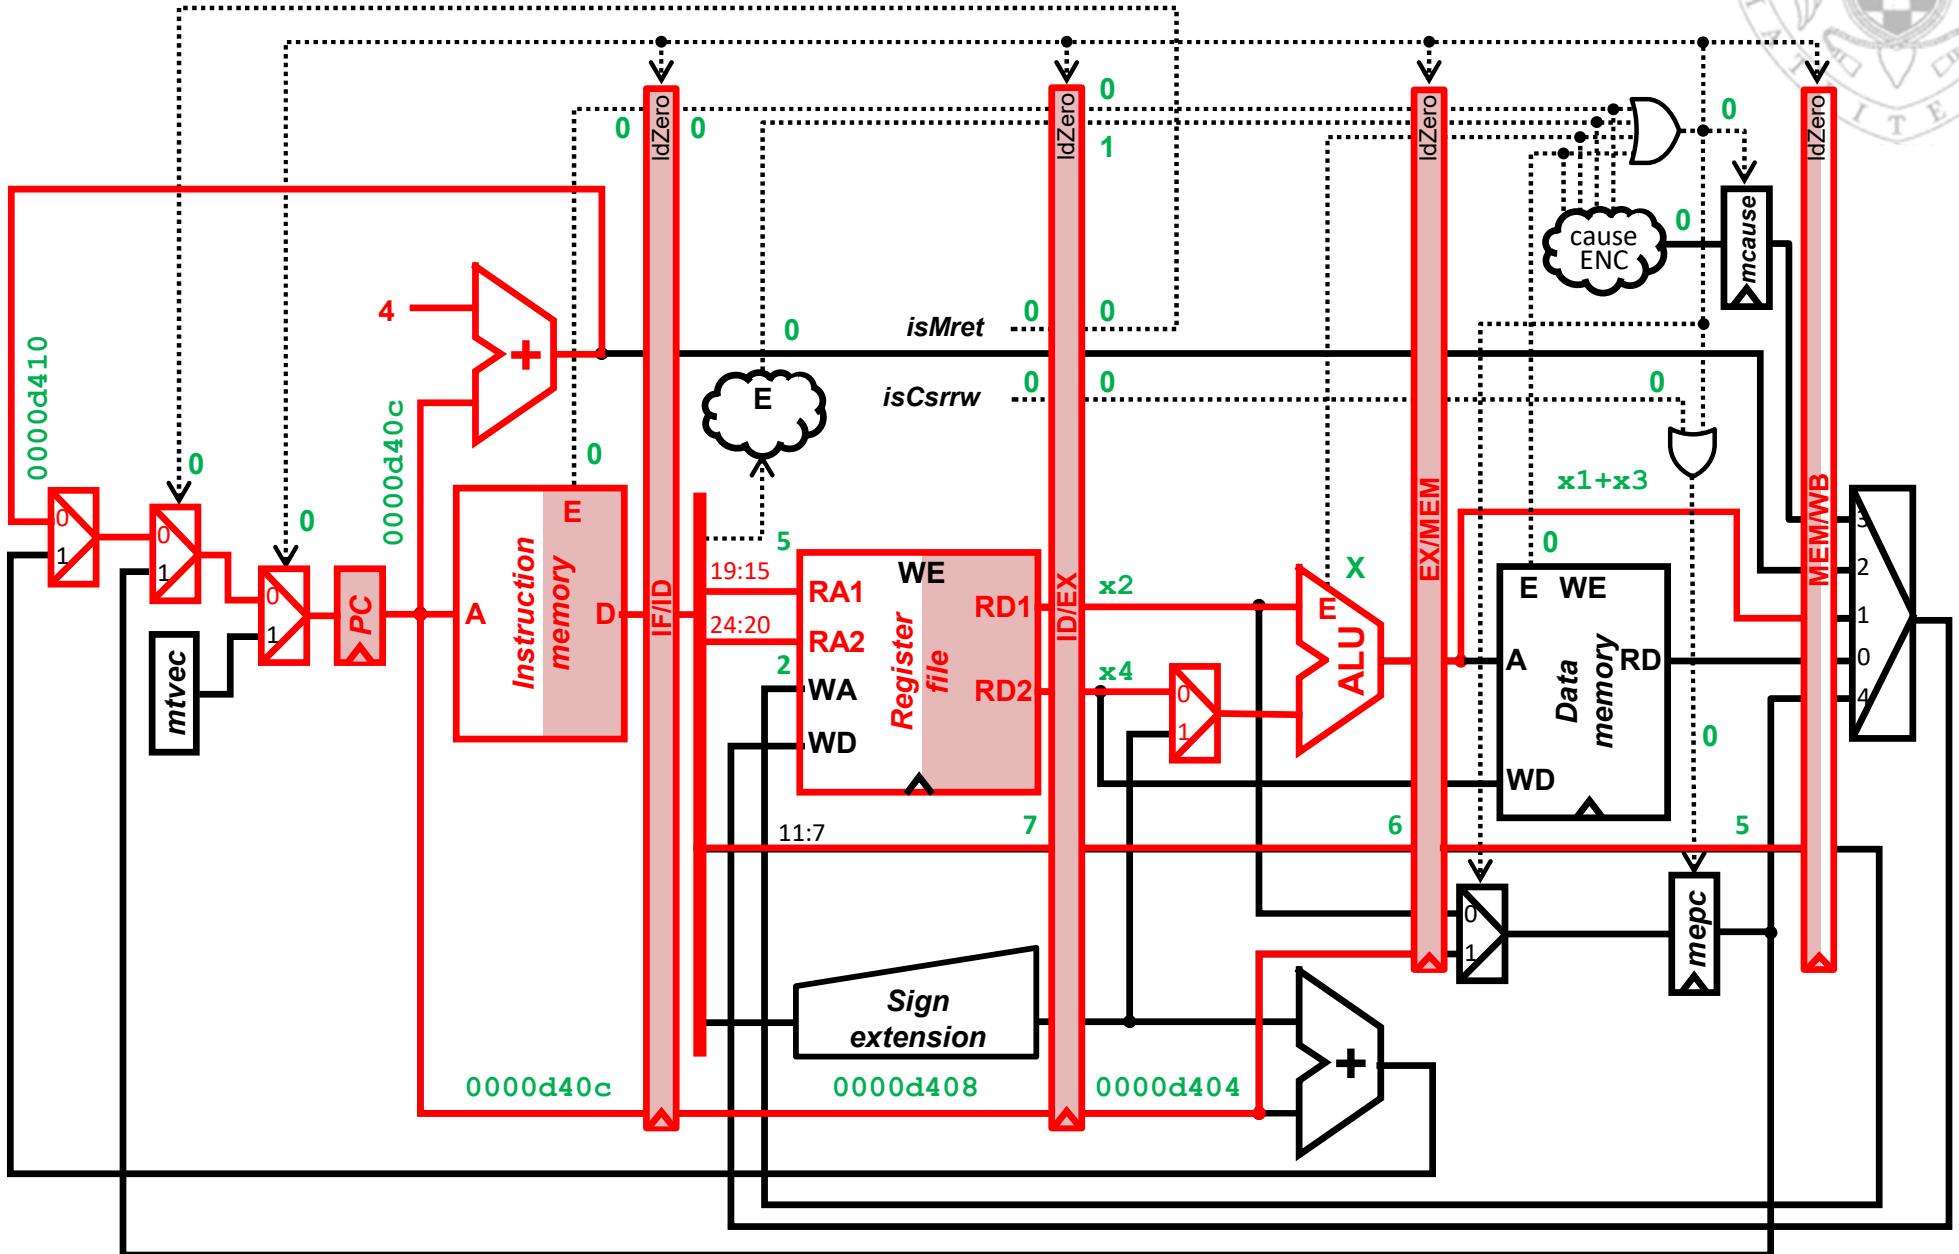 T A T I T E
ldZero
ldZero
ldZero
ldZero
0
0
0
1
0
0
cause
ENC
0
mcause
4
+
0
isMret
0
0
isCsrrw
0
0
0
E
0000d410
0000d40c
0
0
0
0
1
0
1
0
1
mtvec
PC
A
E
D
Instruction
memory
IF/ID
5
19:15
24:20
2
WE
RA1
RA2
WA
WD
RD1
RD2
Register
file
ID/EX
x2
x4
0
1
X
E
ALU
EX/MEM
x1+x3
0
E WE
A
RD
WD
Data
memory
0
MEM/WB
3
2
1
0
4
11:7
7
6
5
0
1
mepc
Sign
extension
+
0000d40c
0000d408
0000d404